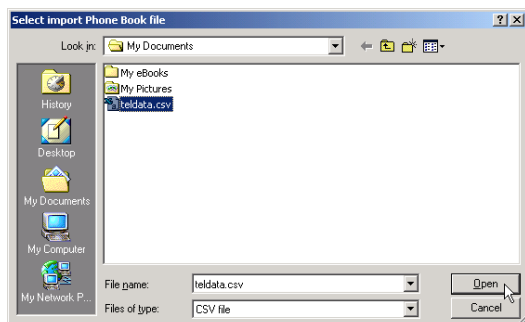 Select import Phone Book file
Look in: My Documents
History
Desktop
My Documents
My Computer
My Network P...
My eBooks
My Pictures
teldata.csv
File name: teldata.csv Open
Files of type: CSV file Cancel